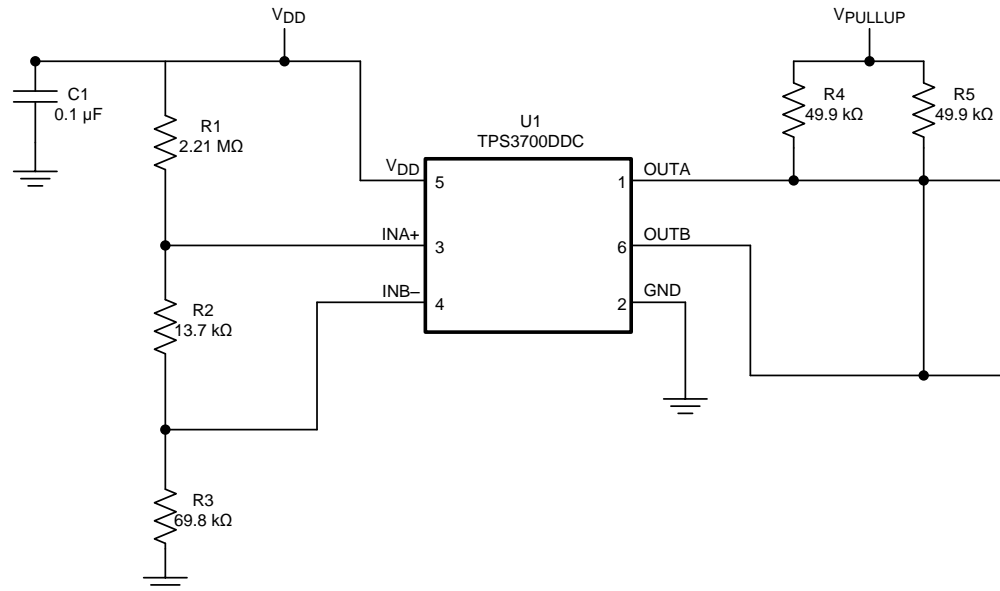 VDD
VPULLUP
C1
0.1 µF
R1
2.21 MΩ
R4
49.9 kΩ
R5
49.9 kΩ
U1
TPS3700DDC
VDD
5
1
OUTA
INA+
3
6
OUTB
INB–
4
2
GND
R2
13.7 kΩ
R3
69.8 kΩ